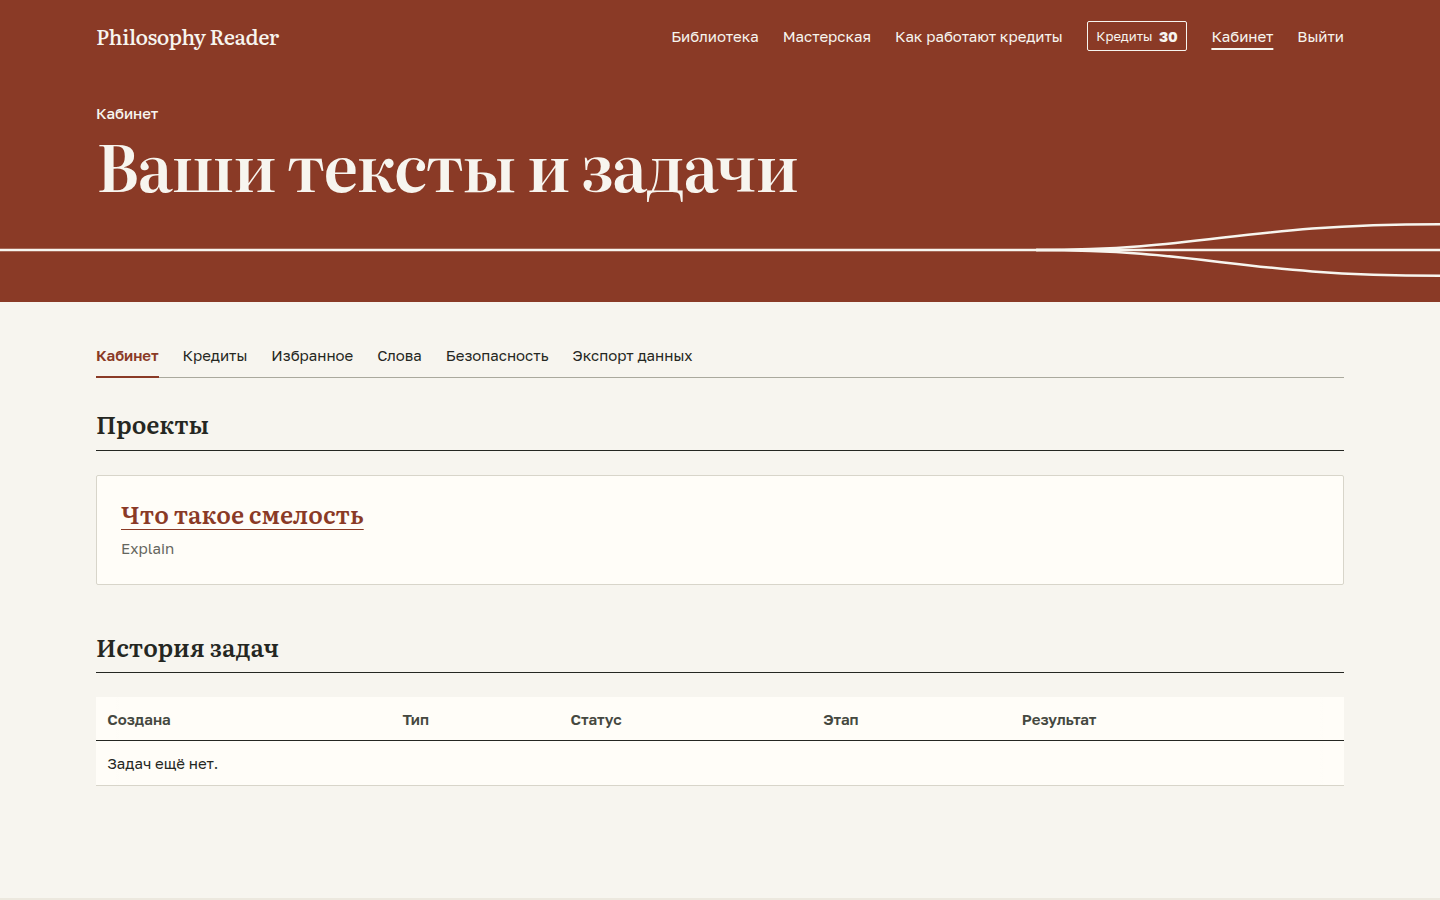 Philosophy Reader
Библиотека Мастерская Как работают кредиты Кредиты 30 Кабинет Выйти
Кабинет
Ваши тексты и задачи
Кабинет Кредиты Избранное Слова Безопасность Экспорт данных
Проекты
Что такое смелость
Explain
История задач
Создана Тип Статус Этап Результат
Задач ещё нет.